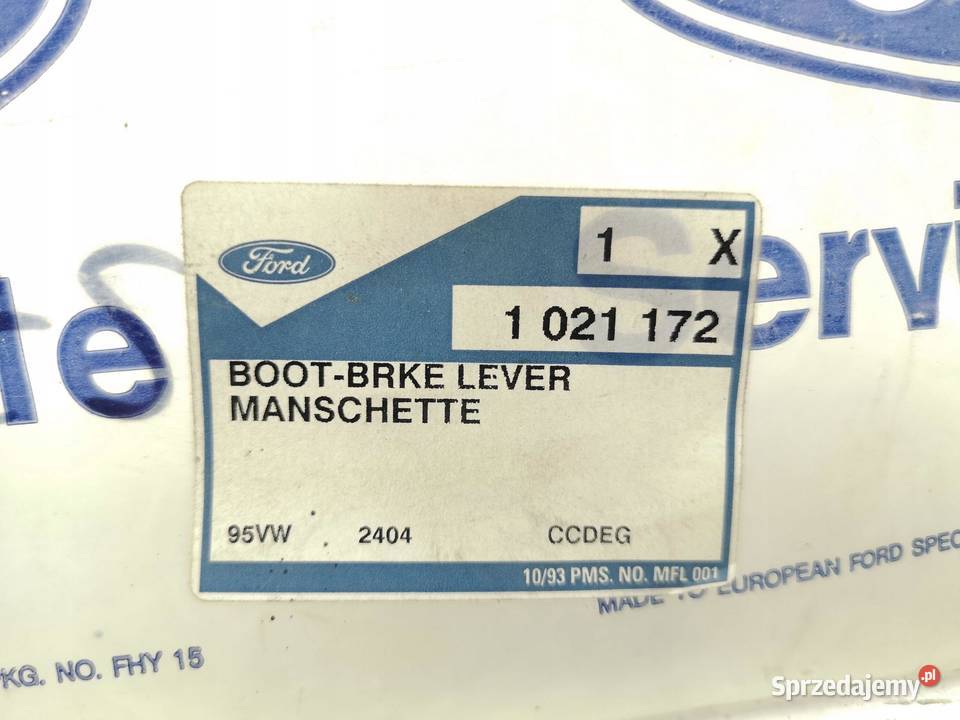 Ford
1 X
1 021 172
BOOT-BRKE LEVER
MANSCHETTE
95VW 2404 CCDEG
10/93 PMS. NO. MFL 001
MADE TO EUROPEAN FORD SPEC
KG. NO. FHY 15
Sprzedajemy.pl